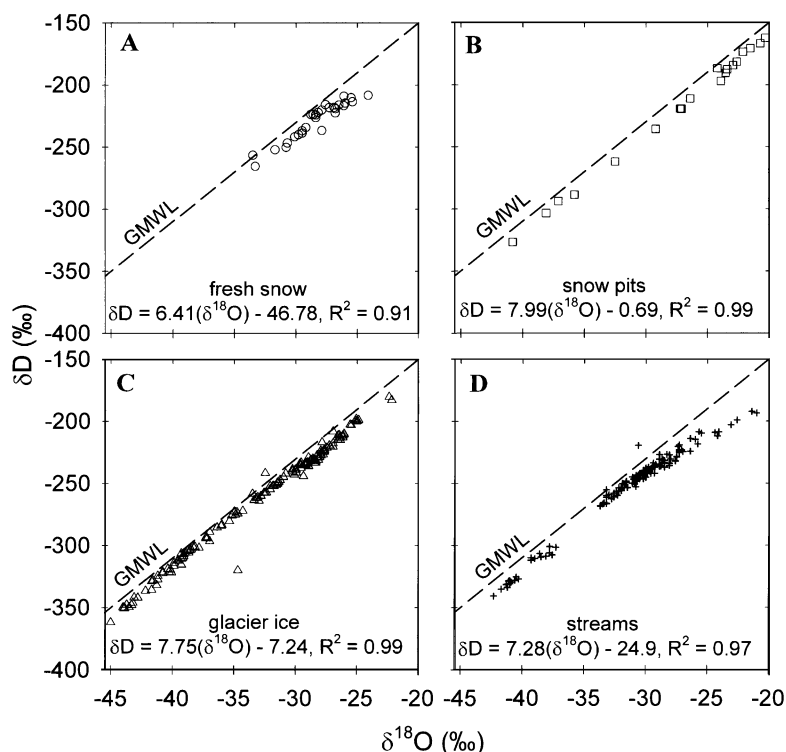 A
B
-150
-200
-250
-300
-350
-400
GMWL
fresh snow
δD = 6.41(δ¹⁸O) - 46.78, R² = 0.91
GMWL
snow pits
δD = 7.99(δ¹⁸O) - 0.69, R² = 0.99
δD (‰)
C
D
-150
-200
-250
-300
-350
-400
GMWL
glacier ice
δD = 7.75(δ¹⁸O) - 7.24, R² = 0.99
GMWL
streams
δD = 7.28(δ¹⁸O) - 24.9, R² = 0.97
-45 -40 -35 -30 -25 -20
-45 -40 -35 -30 -25 -20
δ¹⁸O (‰)